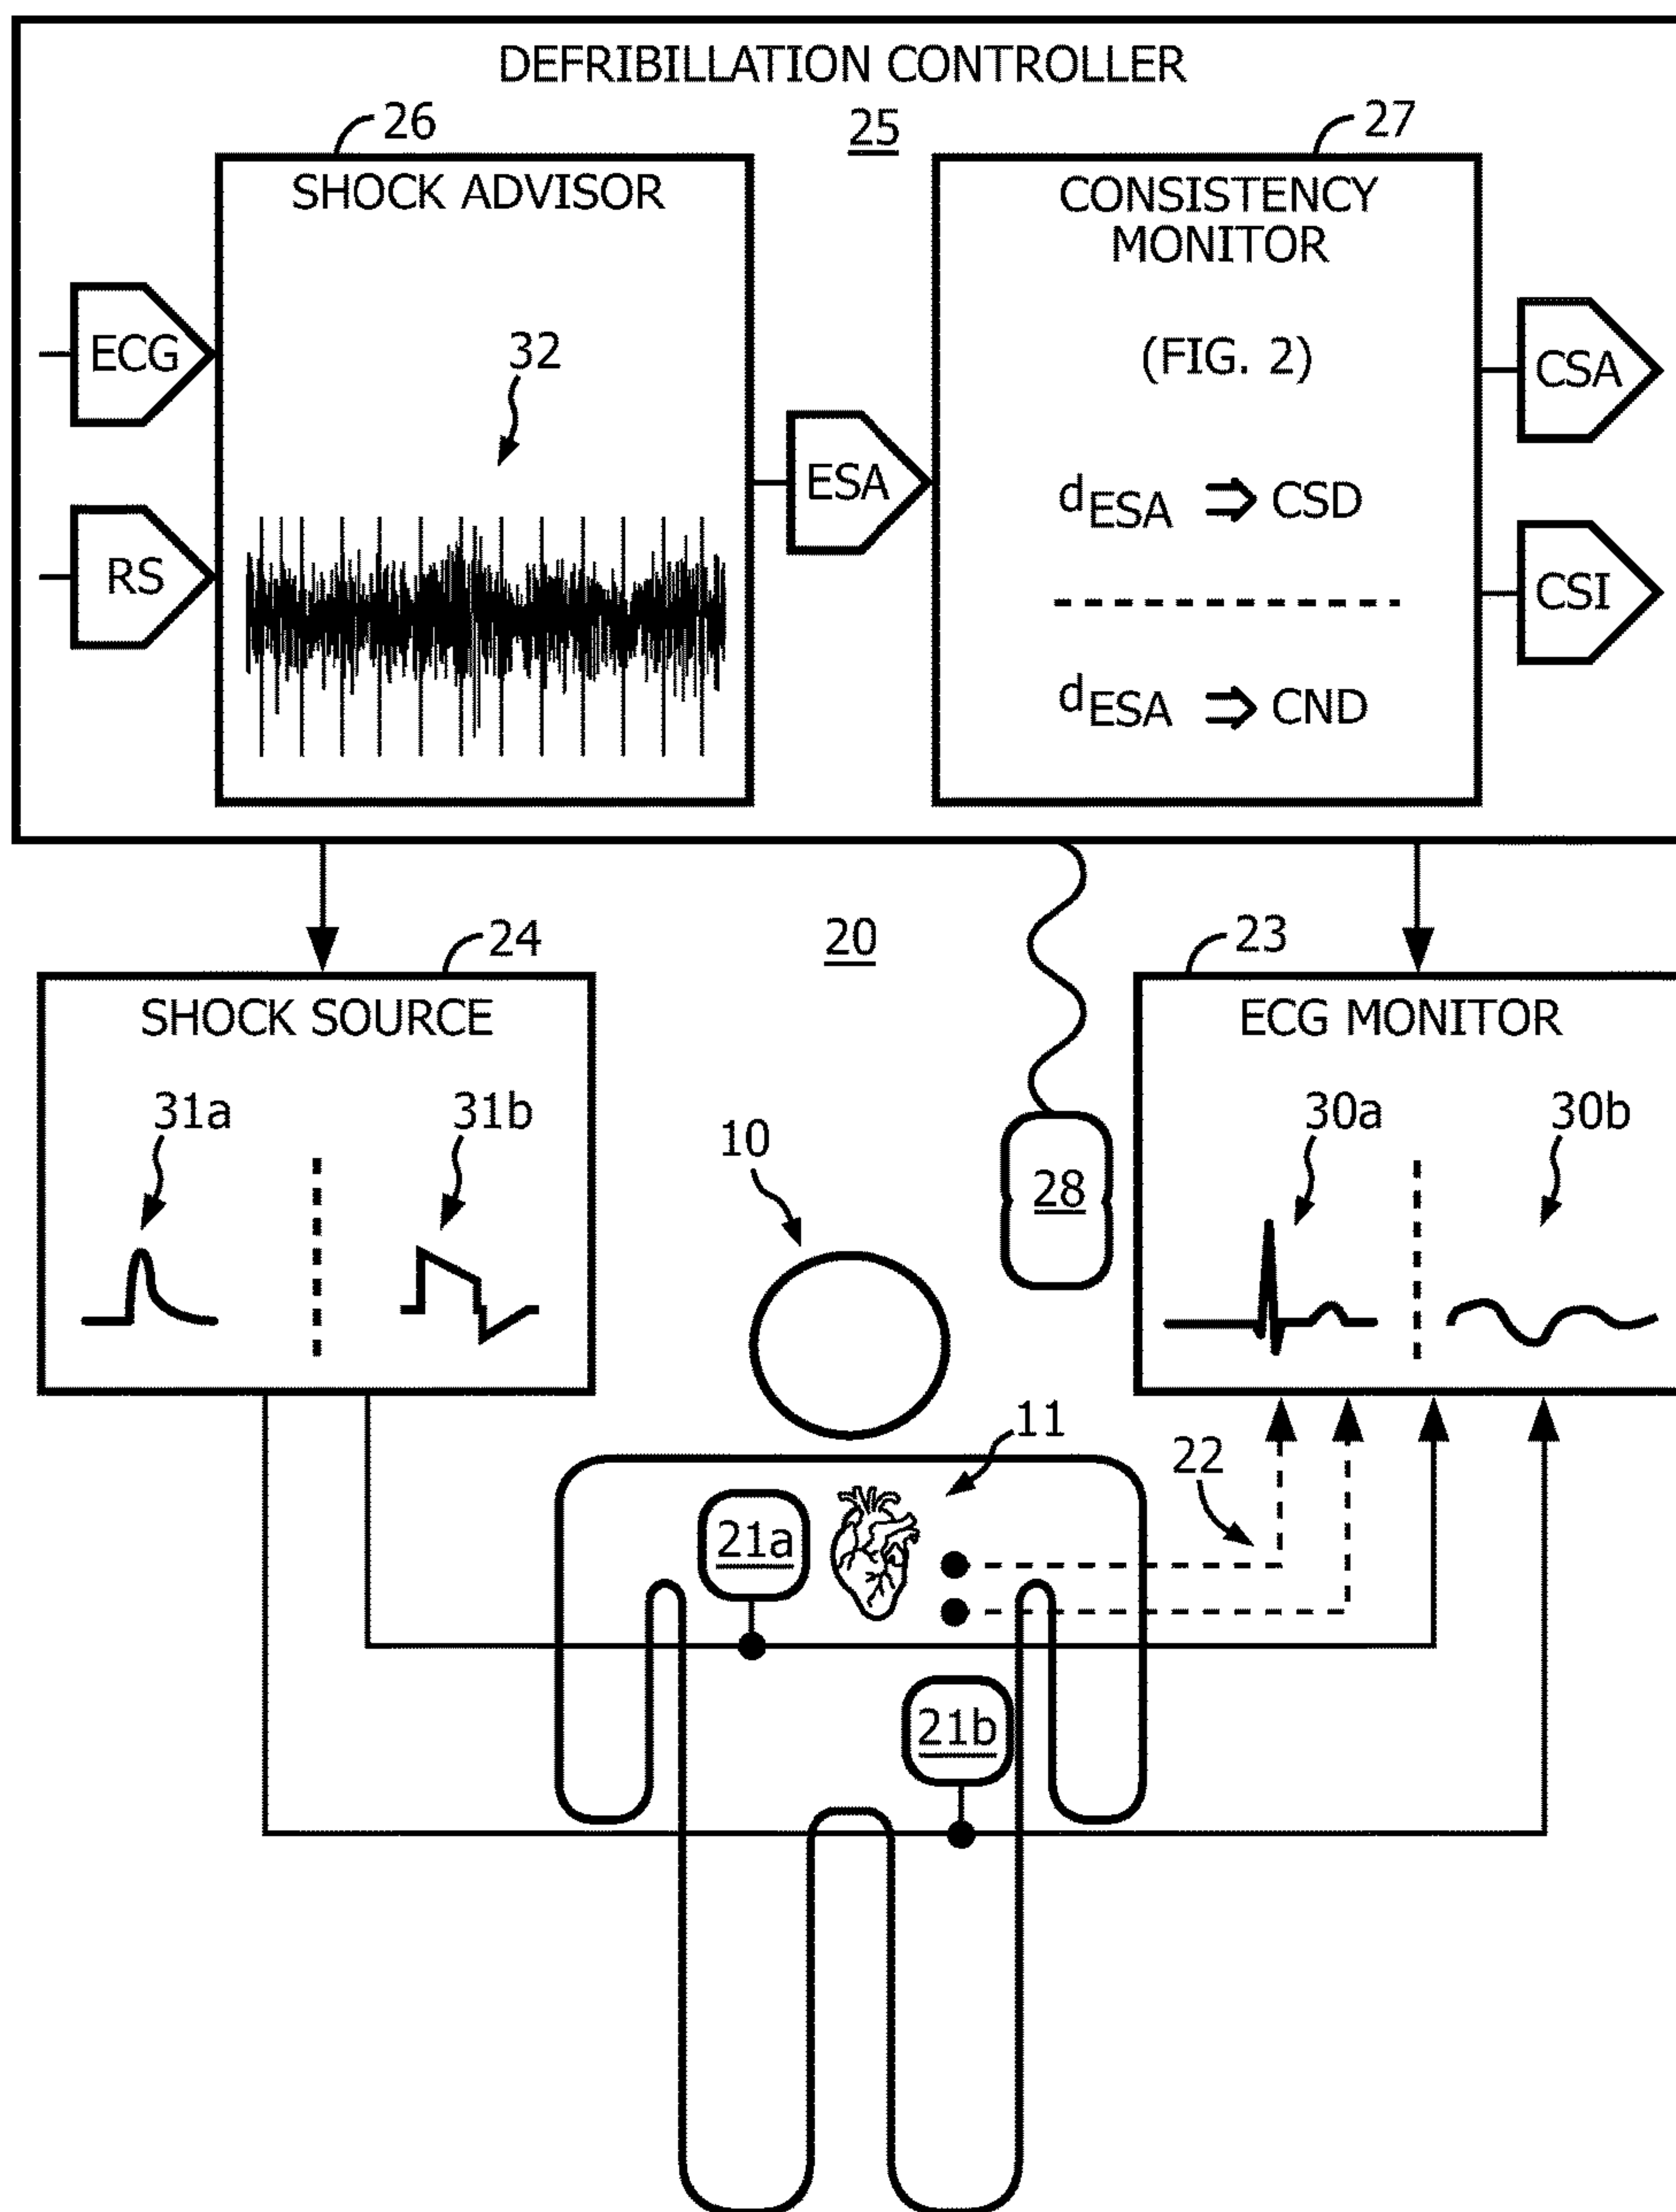 DEFRIBILLATION CONTROLLER
25
26
27
SHOCK ADVISOR
CONSISTENCY
MONITOR
(FIG. 2)
ECG
RS
32
ESA
dESA ⇒ CSD
dESA ⇒ CND
CSA
CSI
20
24
23
SHOCK SOURCE
ECG MONITOR
31a
31b
30a
30b
10
28
11
22
21a
21b